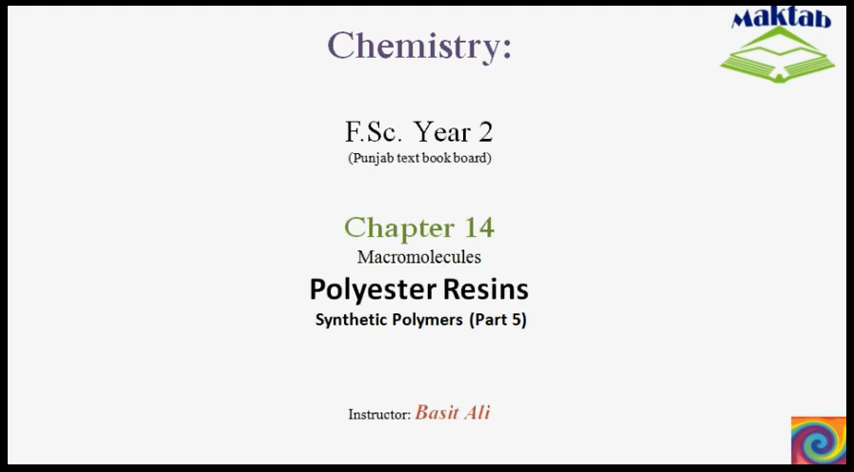 Maktab
Chemistry:
F.Sc. Year 2
(Punjab text book board)
Chapter 14
Macromolecules
Polyester Resins
Synthetic Polymers (Part 5)
Instructor: Basit Ali